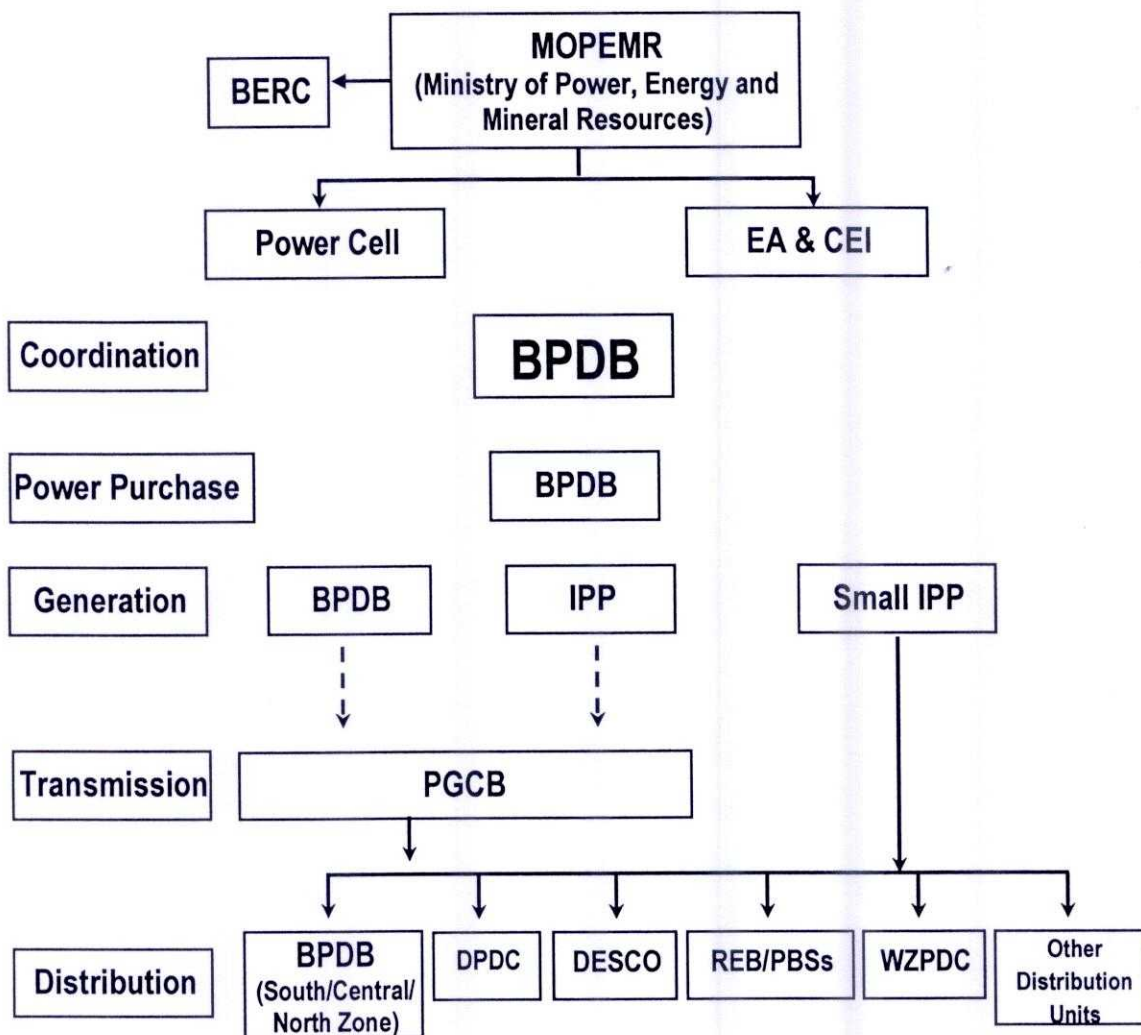 MOPEMR
(Ministry of Power, Energy and
Mineral Resources)
BERC
Power Cell
EA & CEI
Coordination
BPDB
Power Purchase
BPDB
Generation
BPDB
IPP
Small IPP
Transmission
PGCB
Distribution
BPDB
(South/Central/
North Zone)
DPDC
DESCO
REB/PBSs
WZPDC
Other
Distribution
Units